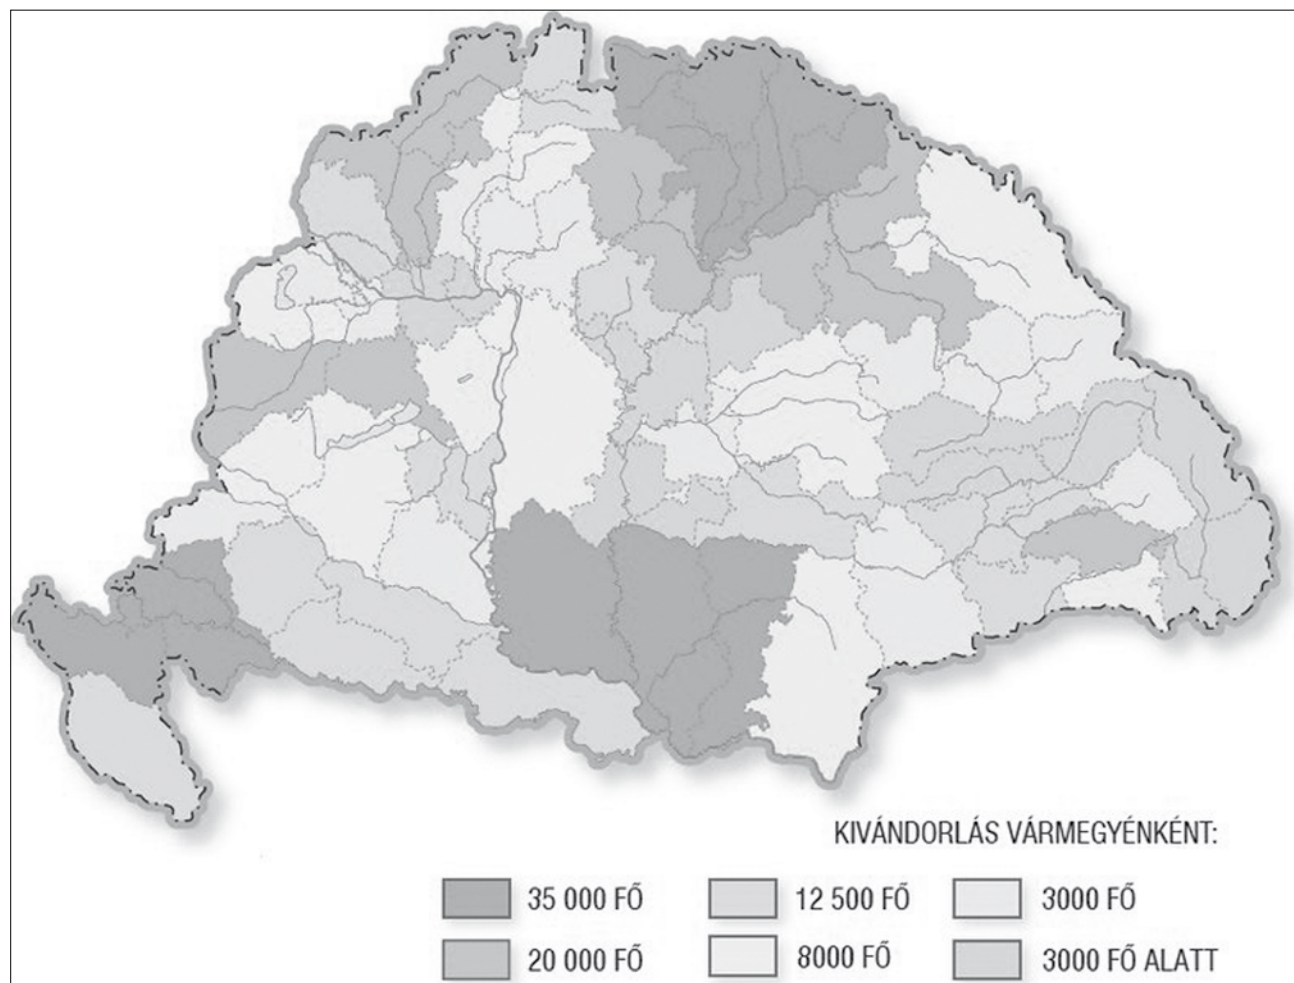 KIVÁNDORLÁS VÁRMEGYÉNKÉNT:
35 000 FŐ
12 500 FŐ
3000 FŐ
20 000 FŐ
8000 FŐ
3000 FŐ ALATT